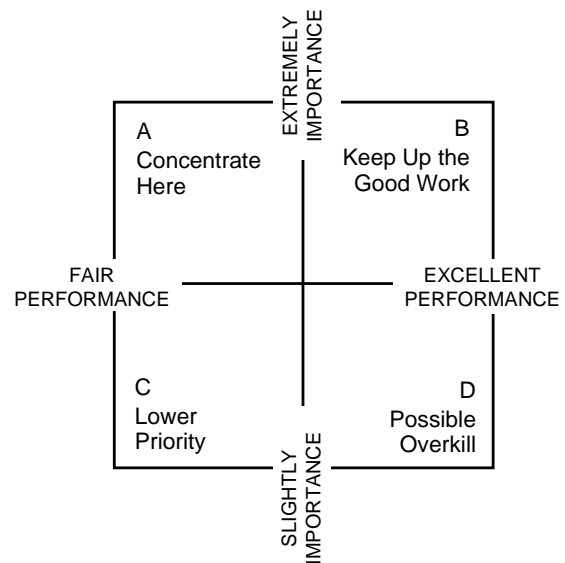 EXTREMELY
IMPORTANCE
A
Concentrate
Here
B
Keep Up the
Good Work
FAIR
PERFORMANCE
EXCELLENT
PERFORMANCE
C
Lower
Priority
D
Possible
Overkill
SLIGHTLY
IMPORTANCE